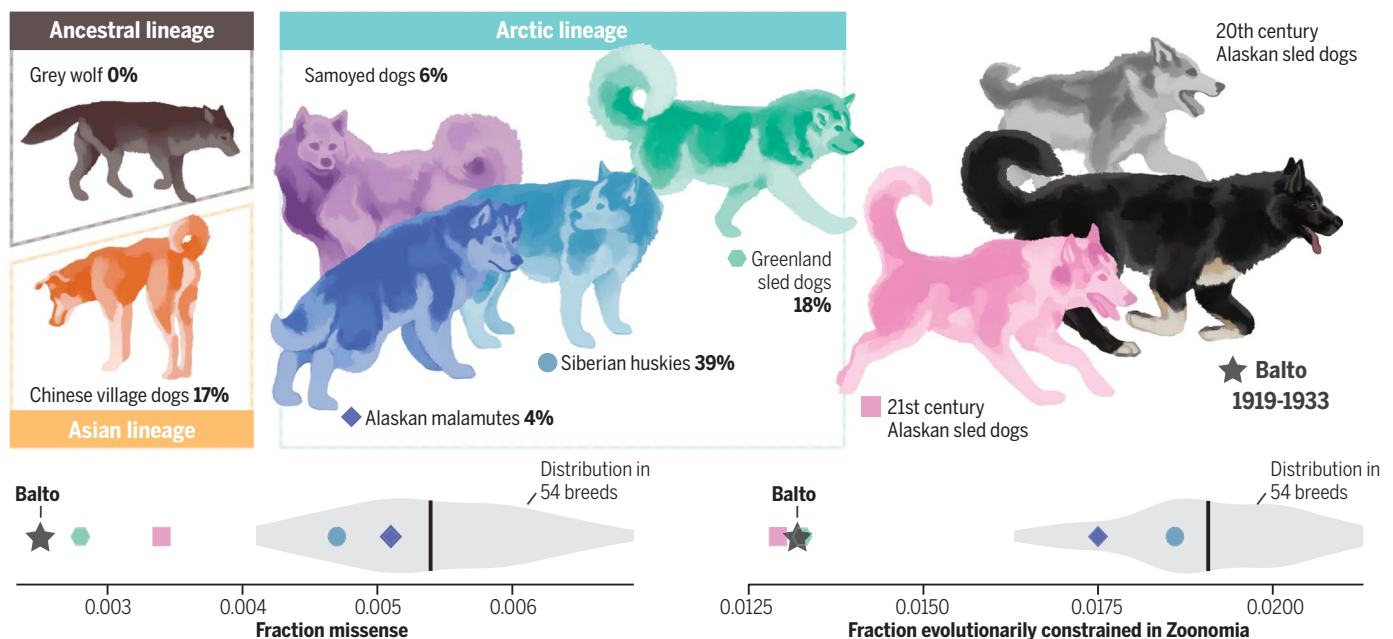 Ancestral lineage
Grey wolf 0%
Chinese village dogs 17%
Asian lineage
Arctic lineage
Samoyed dogs 6%
Greenland
sled dogs
18%
Siberian huskies 39%
Alaskan malamutes 4%
20th century
Alaskan sled dogs
Balto
1919-1933
21st century
Alaskan sled dogs
Balto
Distribution in
54 breeds
0.003 0.004 0.005 0.006
Fraction missense
Balto
Distribution in
54 breeds
0.0125 0.0150 0.0175 0.0200
Fraction evolutionarily constrained in Zoonomia